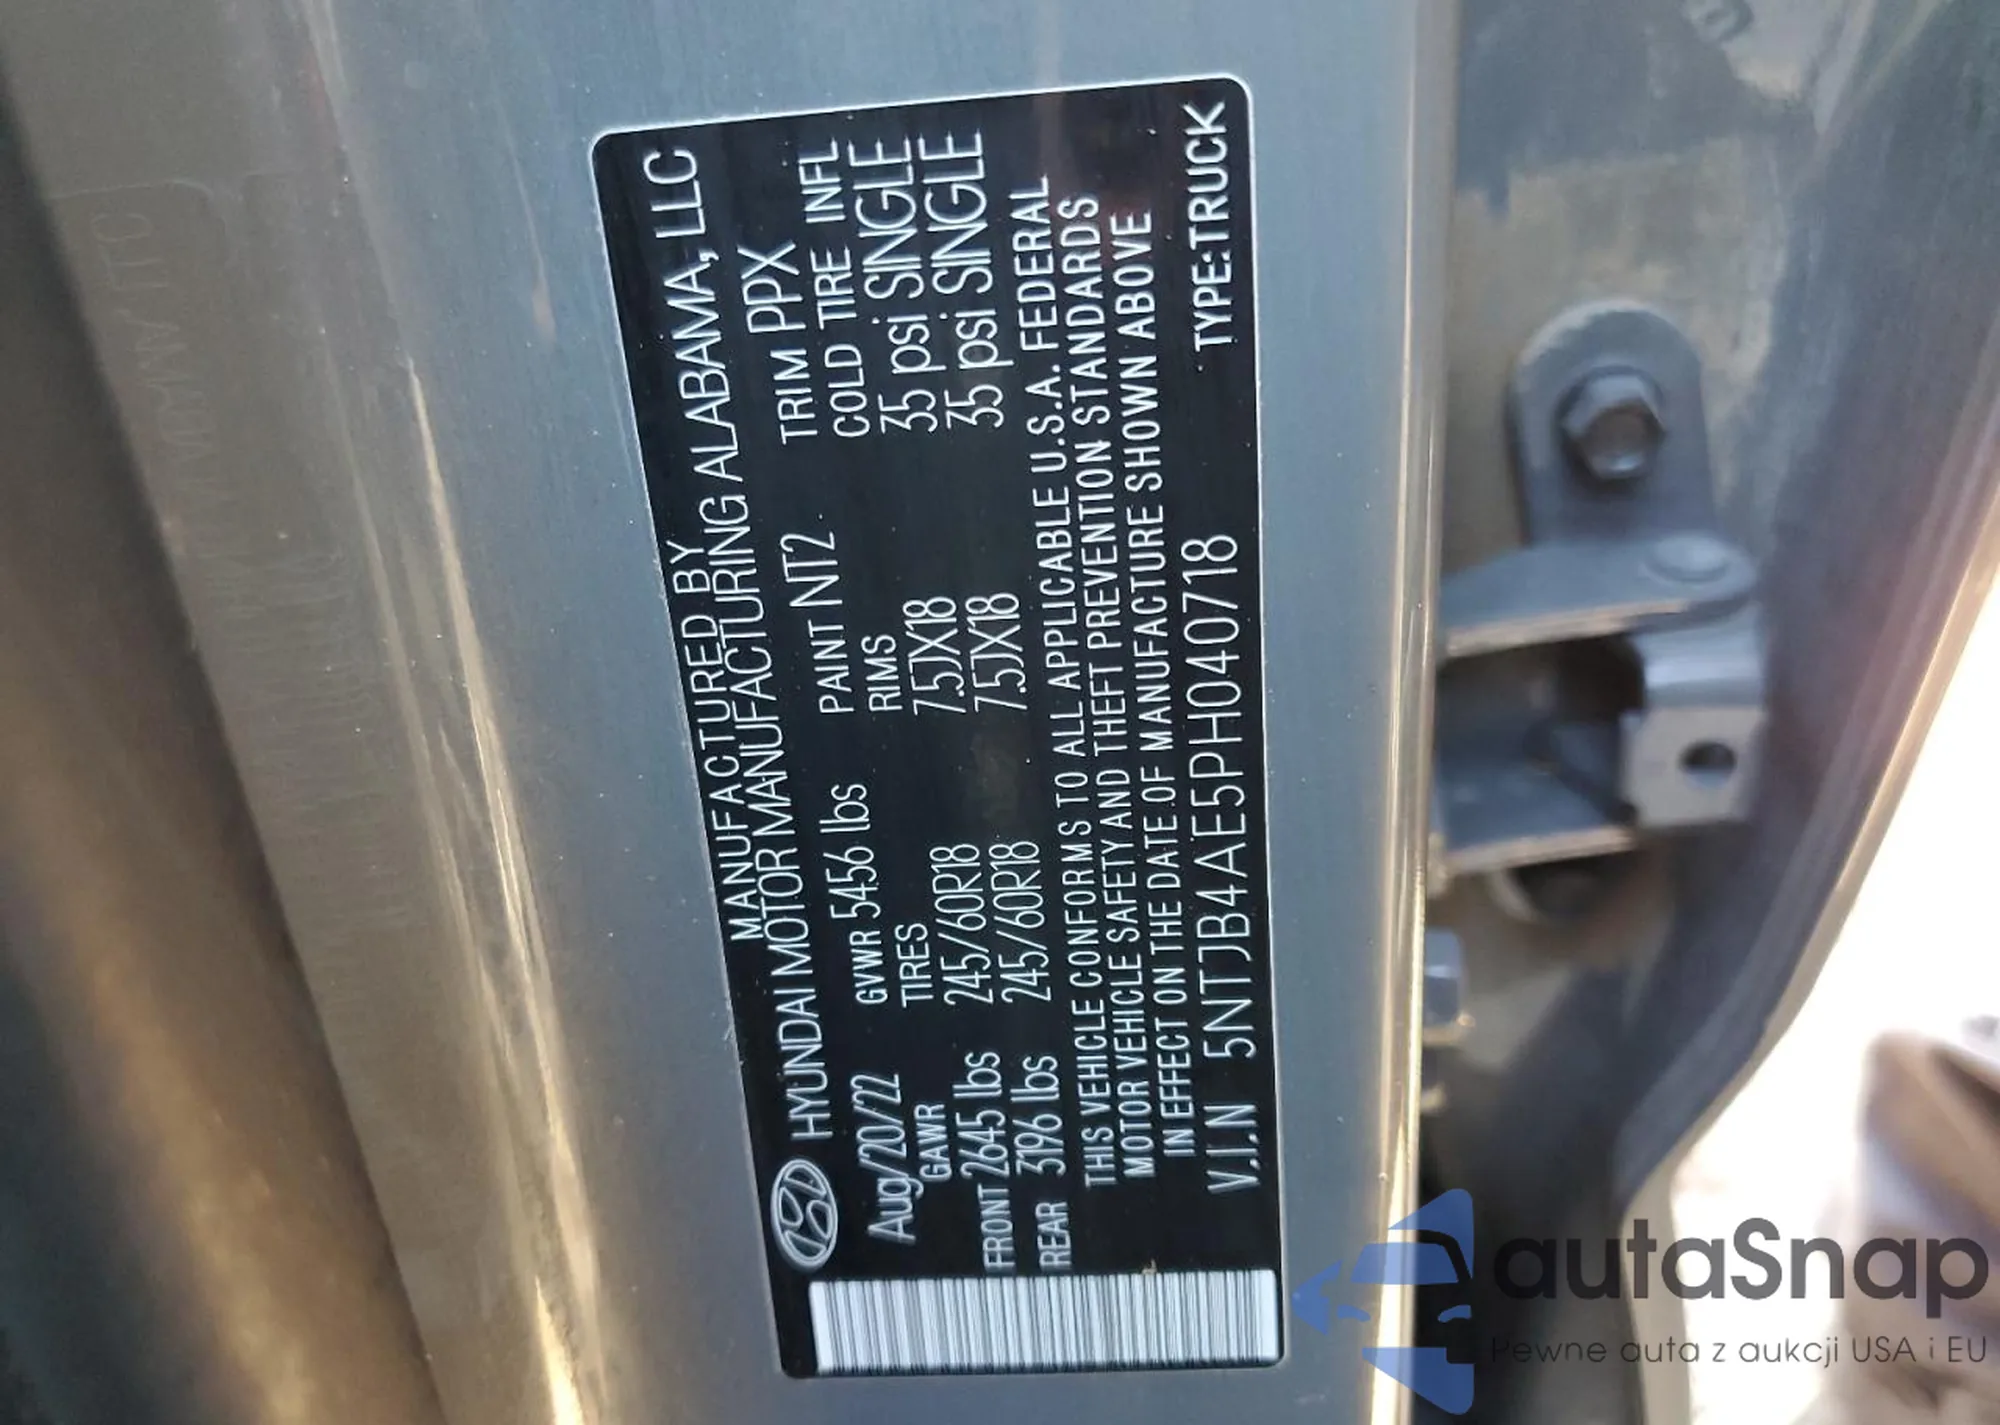 MANUFACTURED BY
HYUNDAI MOTOR MANUFACTURING ALABAMA, LLC
Aug/20/22 GVWR 5456 lbs PAINT NT2 TRIM PPX
GAWR TIRES RIMS COLD TIRE INFL
FRONT 2645 lbs 245/60R18 7.5JX18 35 psi SINGLE
REAR 3196 lbs 245/60R18 7.5JX18 35 psi SINGLE
THIS VEHICLE CONFORMS TO ALL APPLICABLE U.S.A. FEDERAL
MOTOR VEHICLE SAFETY AND THEFT PREVENTION STANDARDS
IN EFFECT ON THE DATE OF MANUFACTURE SHOWN ABOVE
V.I.N 5NTJB4AE5PH040718 TYPE:TRUCK
autaSnap
Pewne auta z aukcji USA i EU